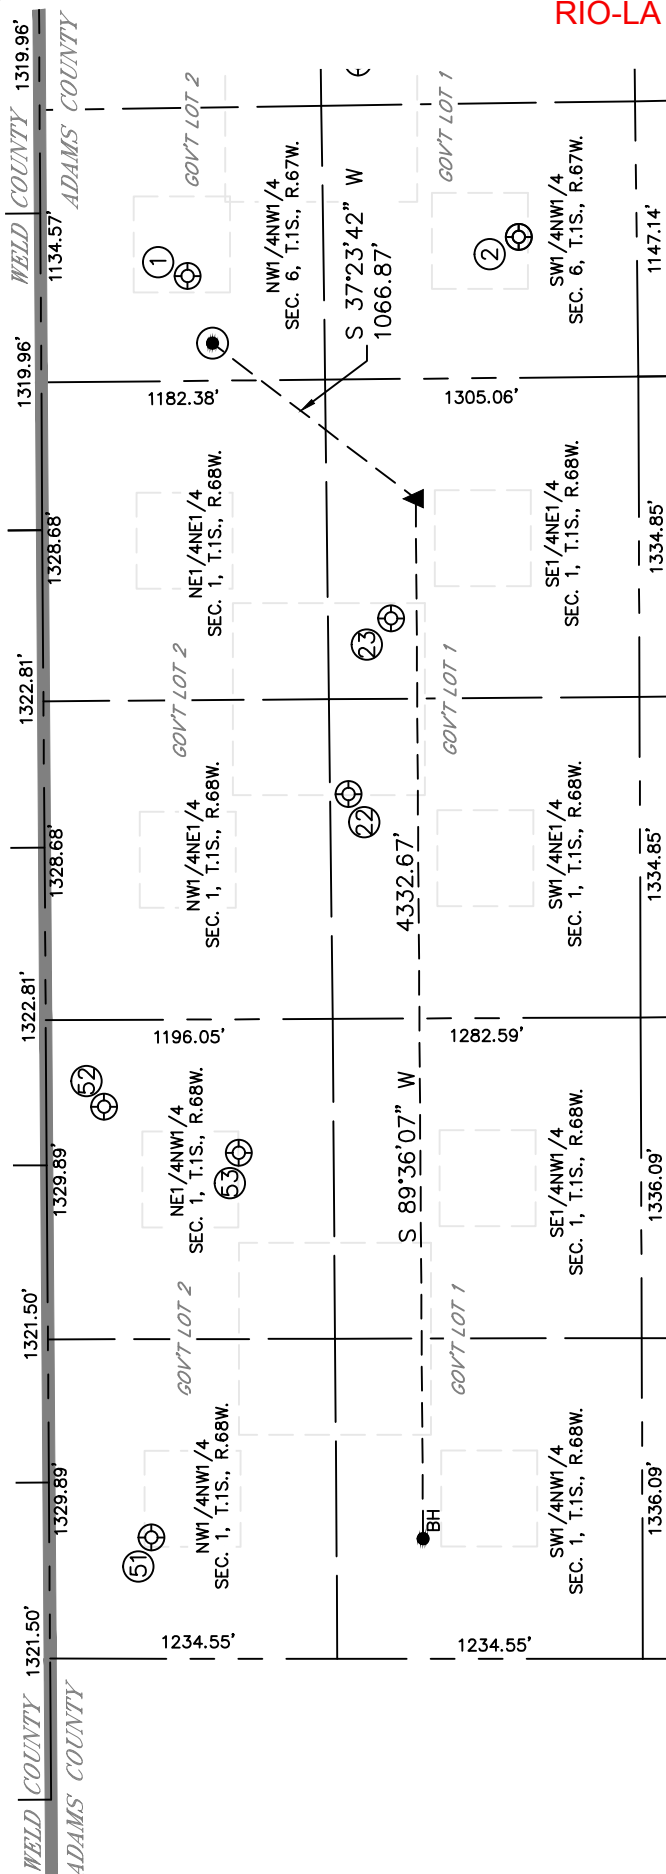 RIO-LA
1319.96'
WELD COUNTY
ADAMS COUNTY
GOV'T LOT 2
GOV'T LOT 1
1134.57'
1
NW1/4NW1/4
SEC. 6, T.1S., R.67W.
S 37°23'42" W
1066.87'
2
SW1/4NW1/4
SEC. 6, T.1S., R.67W.
1147.14'
1319.96'
1182.38'
1305.06'
1328.68'
NE1/4NE1/4
SEC. 1, T.1S., R.68W.
SE1/4NE1/4
SEC. 1, T.1S., R.68W.
1334.85'
23
1322.81'
GOV'T LOT 2
GOV'T LOT 1
22
1328.68'
NW1/4NE1/4
SEC. 1, T.1S., R.68W.
4332.67'
SW1/4NE1/4
SEC. 1, T.1S., R.68W.
1334.85'
1322.81'
1196.05'
1282.59'
52
1329.89'
NE1/4NW1/4
SEC. 1, T.1S., R.68W.
53
S 89°36'07" W
SE1/4NW1/4
SEC. 1, T.1S., R.68W.
1336.09'
1321.50'
GOV'T LOT 2
GOV'T LOT 1
1329.89'
NW1/4NW1/4
SEC. 1, T.1S., R.68W.
51
BH
SW1/4NW1/4
SEC. 1, T.1S., R.68W.
1336.09'
1321.50'
1234.55'
1234.55'
WELD COUNTY
ADAMS COUNTY